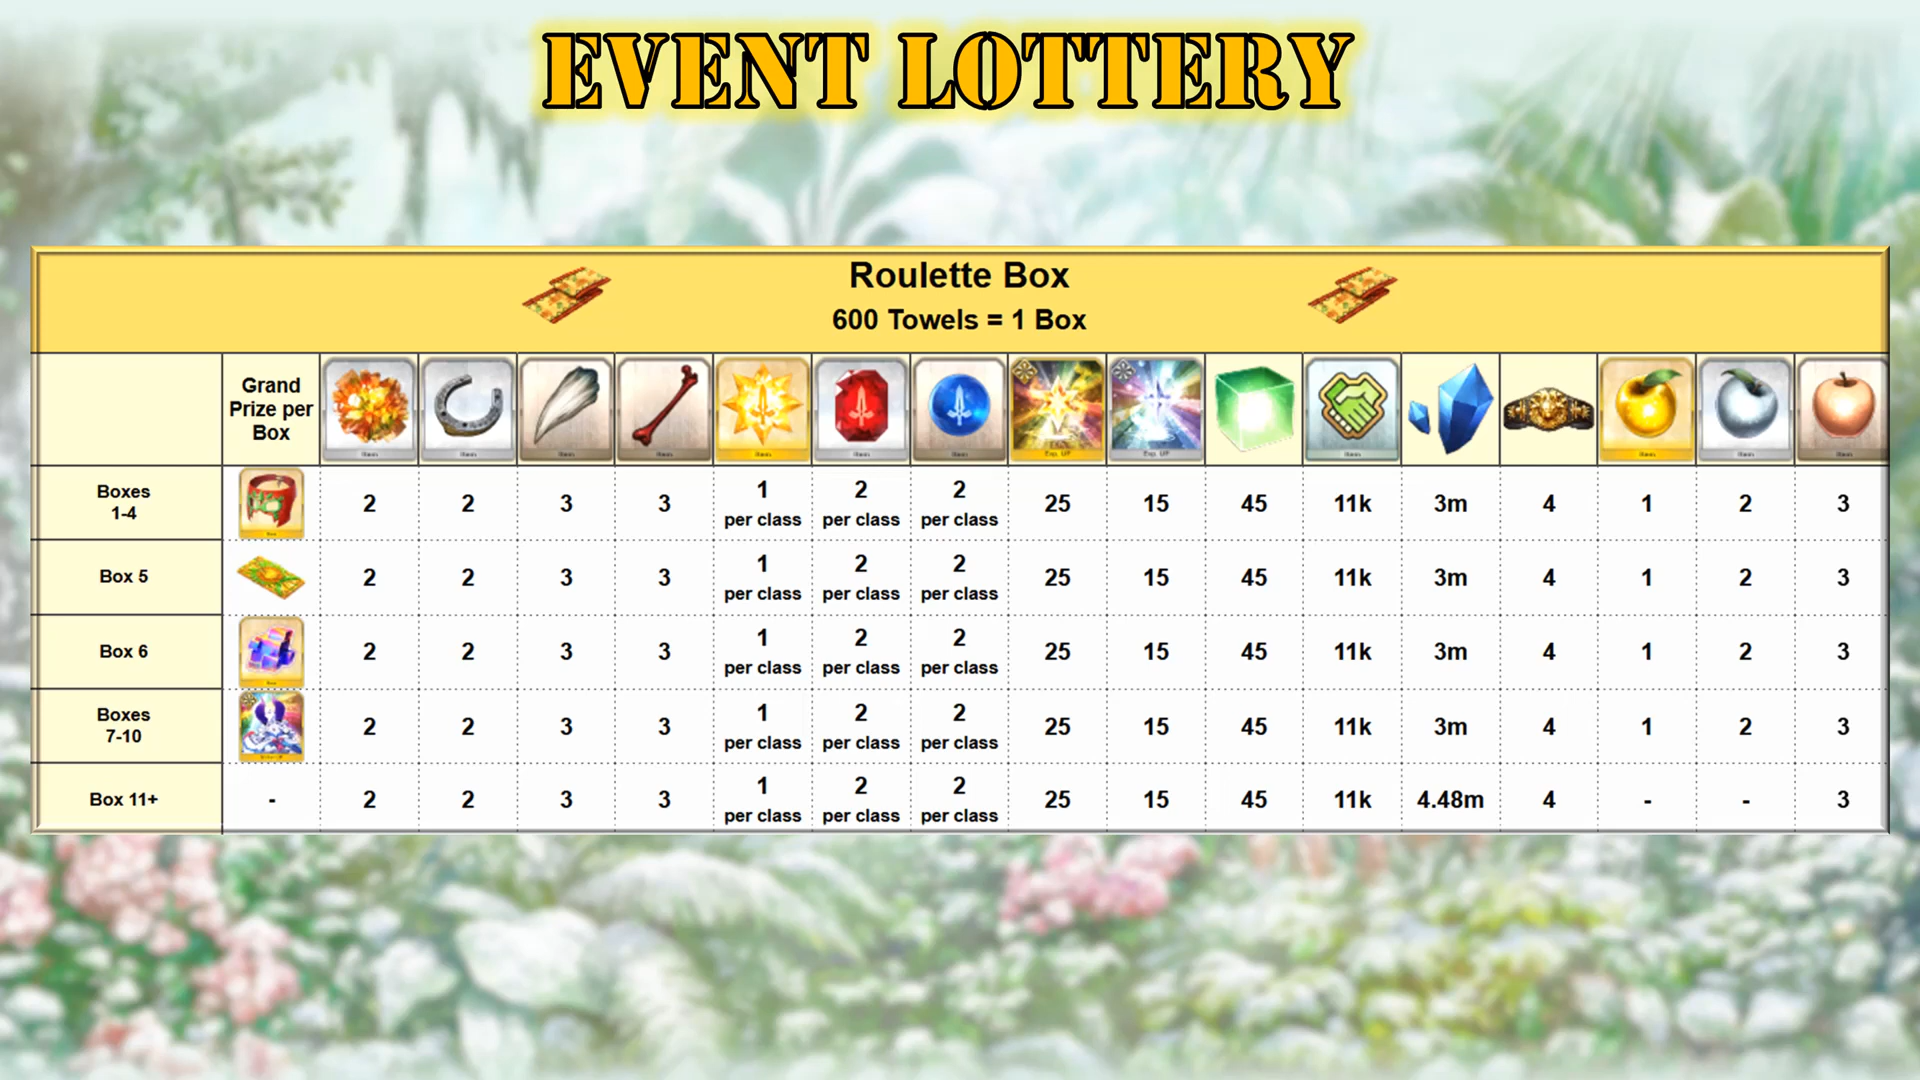 EVENT LOTTERY
Roulette Box
600 Towels = 1 Box
Grand
Prize per
Box
Boxes
1-4
2 2 3 3 1 per class 2 per class 2 per class 25 15 45 11k 3m 4 1 2 3
Box 5
2 2 3 3 1 per class 2 per class 2 per class 25 15 45 11k 3m 4 1 2 3
Box 6
2 2 3 3 1 per class 2 per class 2 per class 25 15 45 11k 3m 4 1 2 3
Boxes
7-10
2 2 3 3 1 per class 2 per class 2 per class 25 15 45 11k 3m 4 1 2 3
Box 11+
- 2 2 3 3 1 per class 2 per class 2 per class 25 15 45 11k 4.48m 4 - - 3